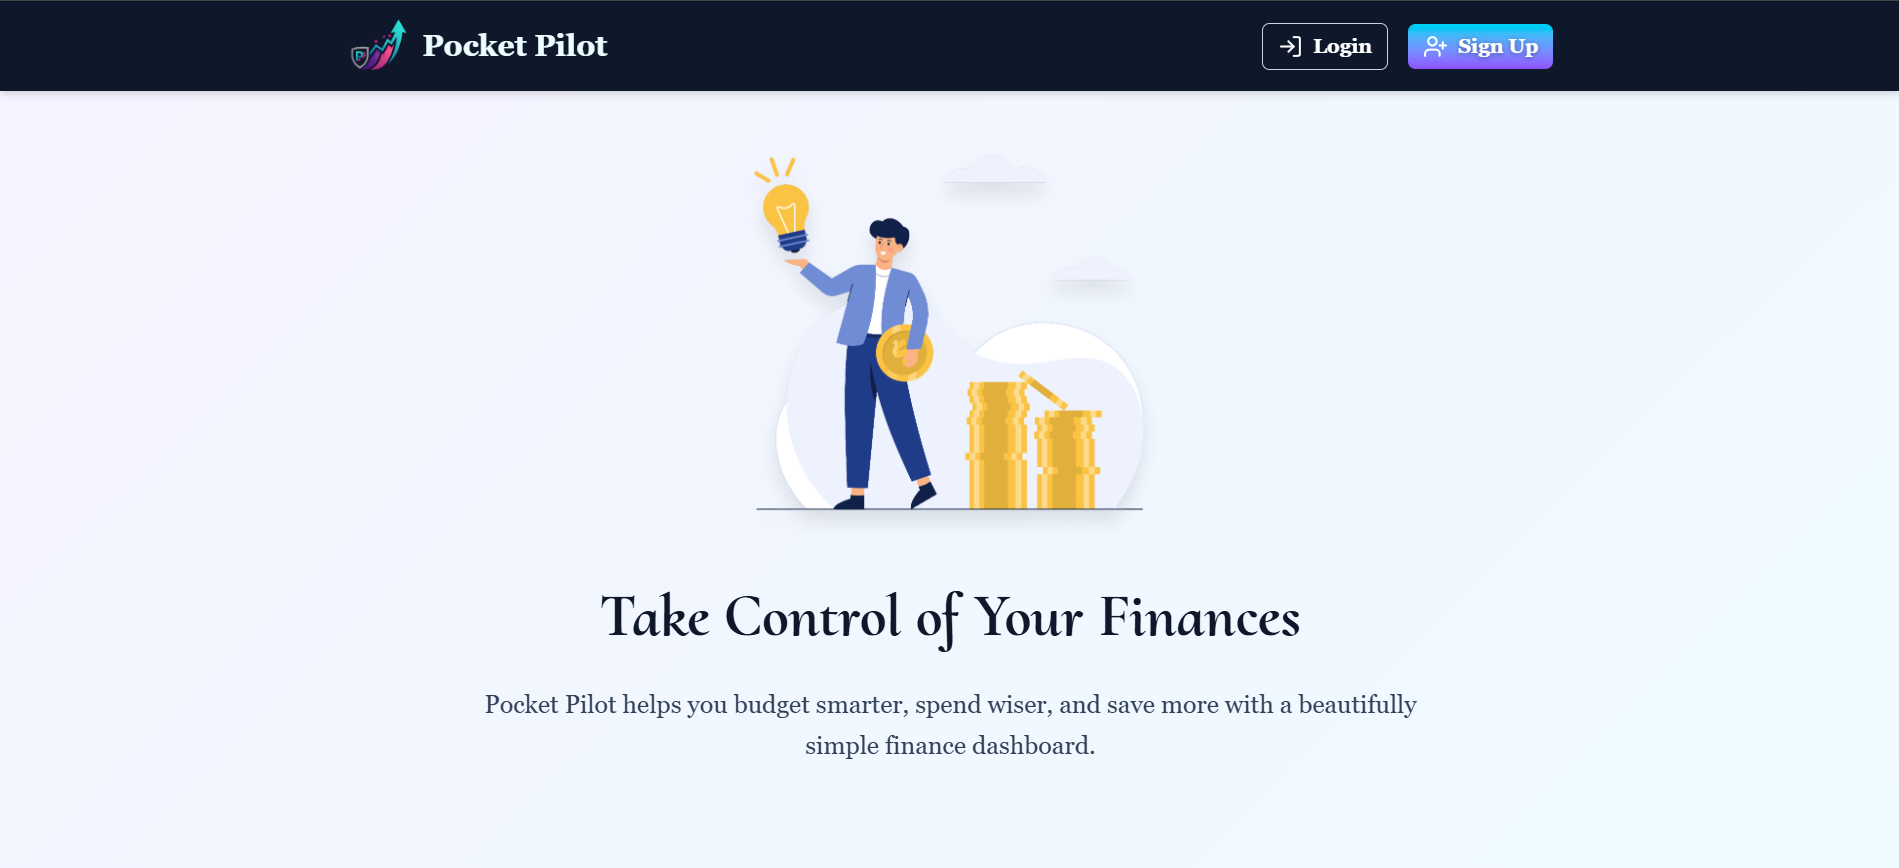 Pocket Pilot
Login
Sign Up
Take Control of Your Finances
Pocket Pilot helps you budget smarter, spend wiser, and save more with a beautifully
simple finance dashboard.